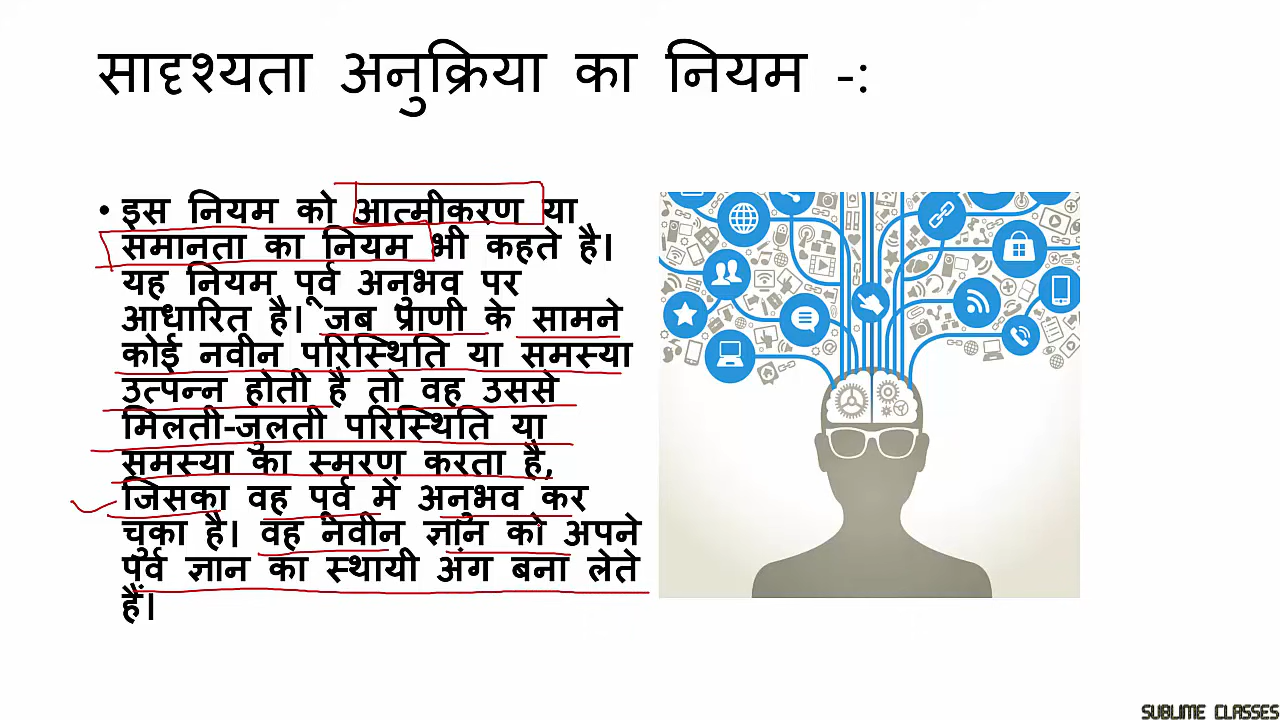 सादृश्यता अनुक्रिया का नियम -:
• इस नियम को आत्मीकरण या
समानता का नियम भी कहते है।
यह नियम पूर्व अनुभव पर
आधारित है। जब प्राणी के सामने
कोई नवीन परिस्थिति या समस्या
उत्पन्न होती है तो वह उससे
मिलती-जुलती परिस्थिति या
समस्या का स्मरण करता है,
जिसका वह पूर्व में अनुभव कर
चुका है। वह नवीन ज्ञान को अपने
पूर्व ज्ञान का स्थायी अंग बना लेते
हैं।
SUBLIME CLASSES